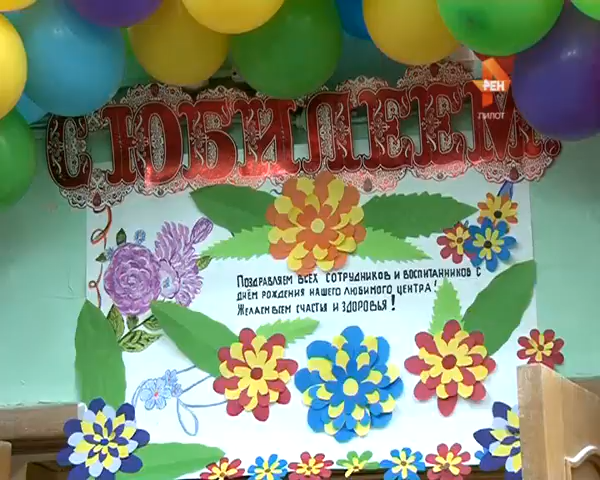 С ЮБИЛЕЕМ!
РЕН
ПИЛОТ
Поздравляем всех сотрудников и воспитанников с
днём рождения нашего любимого центра!
Желаем всем счастья и здоровья!